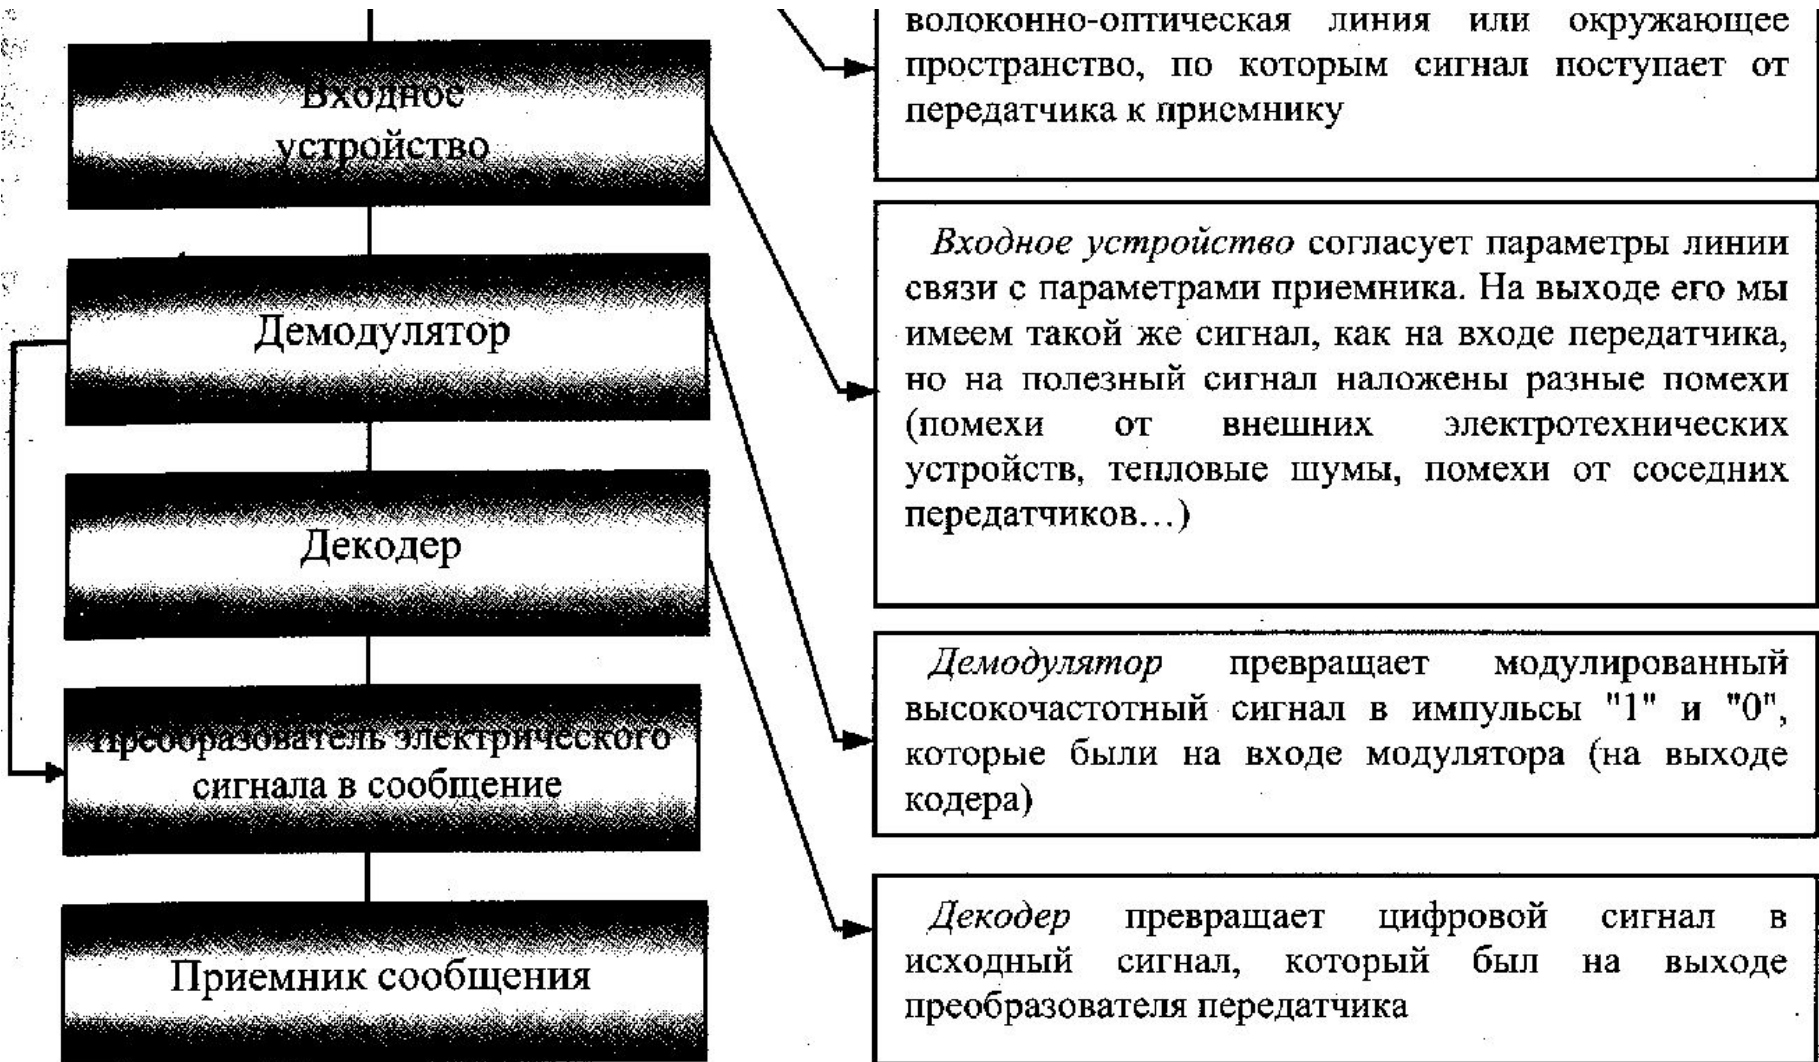 Входное
устройство
Демодулятор
Декодер
Преобразователь электрического
сигнала в сообщение
Приемник сообщения
волоконно-оптическая линия или окружающее
пространство, по которым сигнал поступает от
передатчика к приемнику
Входное устройство согласует параметры линии
связи с параметрами приемника. На выходе его мы
имеем такой же сигнал, как на входе передатчика,
но на полезный сигнал наложены разные помехи
(помехи от внешних электротехнических
устройств, тепловые шумы, помехи от соседних
передатчиков...)
Демодулятор превращает модулированный
высокочастотный сигнал в импульсы "1" и "0",
которые были на входе модулятора (на выходе
кодера)
Декодер превращает цифровой сигнал в
исходный сигнал, который был на выходе
преобразователя передатчика